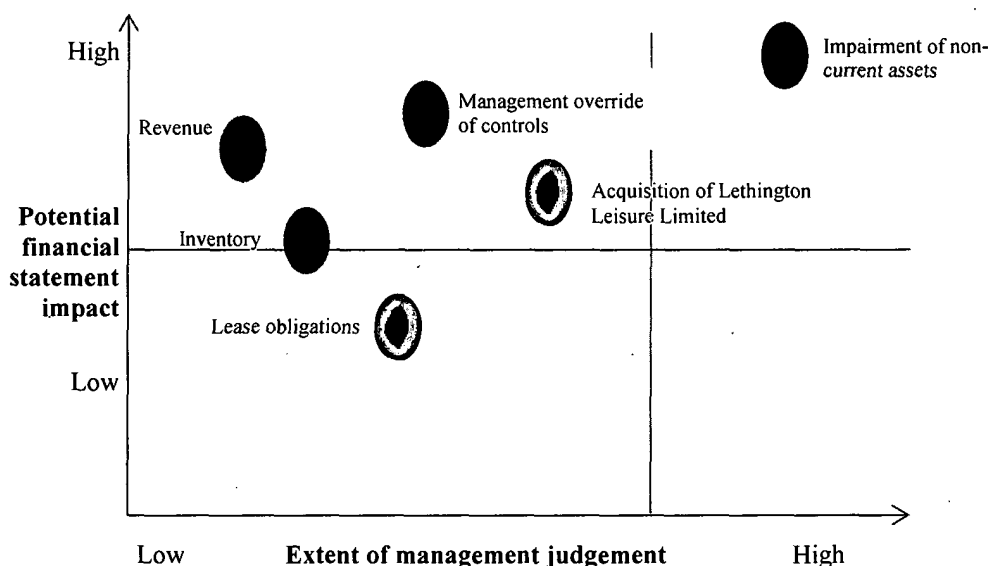 High
Impairment of non-
current assets
Management override
of controls
Revenue
Acquisition of Lethington
Leisure Limited
Potential
financial
statement
impact
Inventory
Lease obligations
Low
Low
Extent of management judgement
High